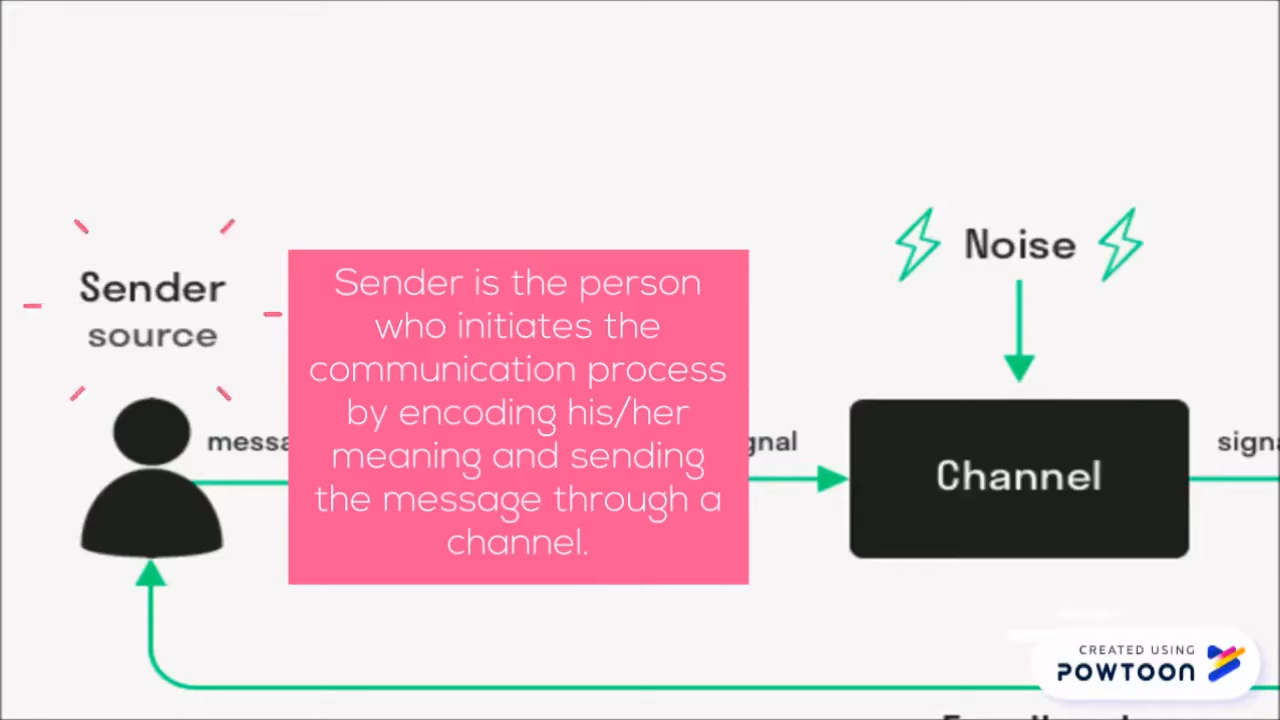 Noise
Sender
source
Sender is the person
who initiates the
communication process
by encoding his/her
meaning and sending
the message through a
channel.
Channel
CREATED USING
POWTOON